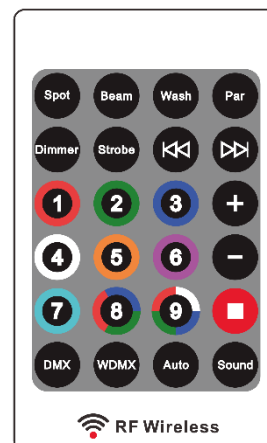 Spot Beam Wash Par
Dimmer Strobe
1 2 3 +
4 5 6 −
7 8 9
DMX WDMX Auto Sound
RF Wireless